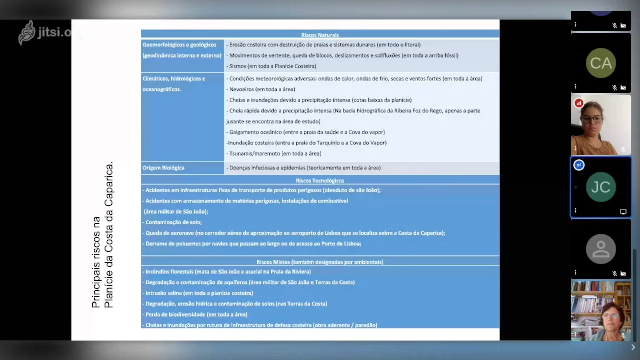 jitsi.org
Principais riscos na
Planície da Costa da Caparica.
Riscos Naturais
Geomorfológicos e geológicos
(geodinâmica interna e externa)
- Erosão costeira com destruição de praias e sistemas dunares (em todo o litoral)
- Movimentos de vertente, queda de blocos, deslizamentos e solifluxões (em toda a arriba fóssil)
- Sismos (em toda a Planície Costeira)
Climáticos, hidrológicos e
oceanográficos.
- Condições meteorológicas adversas: ondas de calor, ondas de frio, secas e ventos fortes (em toda a área)
- Nevoeiros (em toda a área)
- Cheias e inundações devido a precipitação intensa (cotas baixas da planície)
- Cheia rápida devido a precipitação intensa (Na bacia hidrográfica da Ribeira Foz do Rego, apenas a parte
jusante se encontra na área de estudo)
- Galgamento oceânico (entre a praia da saúde e a Cova do vapor)
-Inundação costeira (entre a praia do Tarquínio e a Cova do Vapor)
- Tsunamis/maremoto (em toda a área)
Origem Biológica
- Doenças infeciosas e epidemias (teoricamente em toda a área)
Riscos Tecnológicos
- Acidentes em infraestruturas fixas de transporte de produtos perigosos (oleoduto de são João);
- Acidentes com armazenamento de matérias perigosas, instalações de combustível
(área militar de São João);
- Contaminação de solo;
- Queda de aeronave (no corredor aéreo de aproximação ao aeroporto de Lisboa que se localiza sobre a Costa da Caparica);
- Derrame de poluentes por navios que passam ao largo ou de acesso ao Porto de Lisboa;
Riscos Mistos (também designados por ambientais)
- Incêndios florestais (mata de São João e acacial na Praia da Riviera)
- Degradação e contaminação de aquíferos (área militar de São João e Terras da Costa)
- Intrusão salina (em toda a planície costeira)
- Degradação, erosão hídrica e contaminação de solos (nas Terras da Costa)
- Perda de biodiversidade (em toda a área)
- Cheias e inundações por rutura de infraestrutura de defesa costeira (obra aderente / paredão)
CA
JC